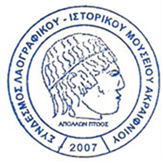 ΣΥΝΔΕΣΜΟΣ ΛΑΟΓΡΑΦΙΚΟΥ - ΙΣΤΟΡΙΚΟΥ ΜΟΥΣΕΙΟΥ ΑΚΡΑΙΦΝΙΟΥ
ΑΠΟΛΛΩΝ ΠΤΩΟΣ
2007